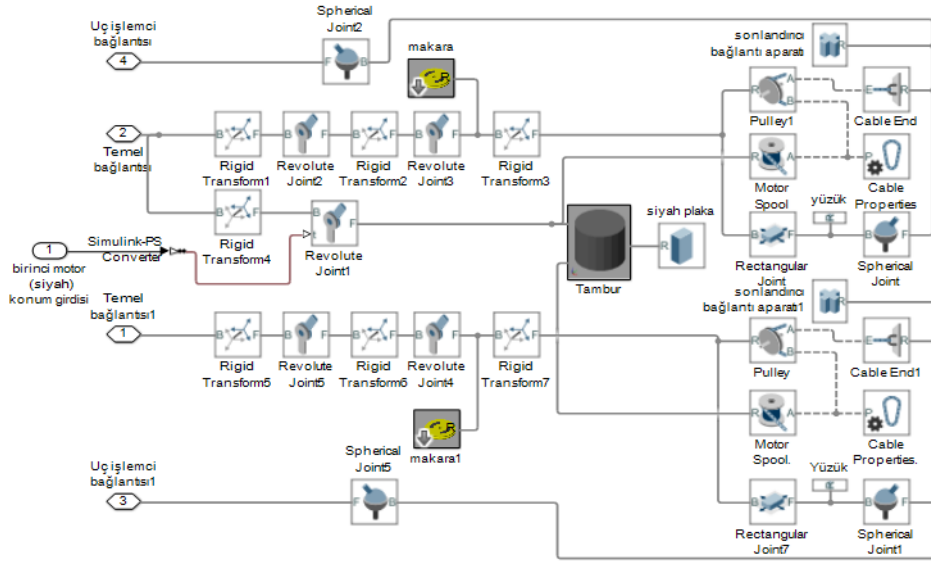 Uç işlemci
bağlantısı
4
Spherical
Joint2
F
B
makara
R
sonlandırıcı
bağlantı aparatı
R
2
Temel
bağlantısı
B F
Rigid
Transform1
B F
Revolute
Joint2
B F
Rigid
Transform2
B F
Revolute
Joint3
B F
Rigid
Transform3
R A
B
Pulley1
E R
Cable End
R A
Motor
Spool
P
Cable
Properties
B F
Rigid
Transform4
B F
t
Revolute
Joint1
Simulink-PS
Converter
1
birinci motor
(siyah)
konum girdisi
Tambur
siyah plaka
R
yüzük
R
B F
Rectangular
Joint
B F
Spherical
Joint
Temel
bağlantısı1
1
B F
Rigid
Transform5
B F
Revolute
Joint5
B F
Rigid
Transform6
B F
Revolute
Joint4
B F
Rigid
Transform7
sonlandırıcı
bağlantı aparatı1
R
R A
B
Pulley
E R
Cable End1
R
makara1
R A
Motor
Spool.
P
Cable
Properties.
Uç işlemci
bağlantısı1
3
Spherical
Joint5
F B
Yüzük
R
B F
Rectangular
Joint7
B F
Spherical
Joint1